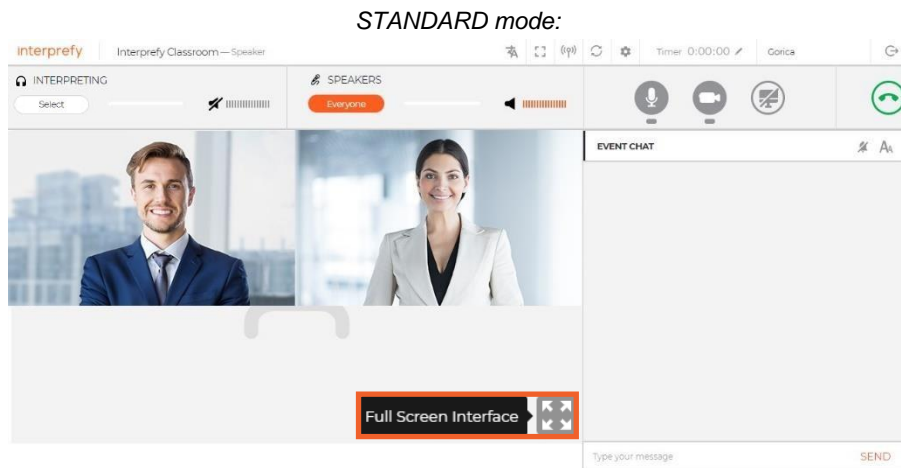 STANDARD mode:
interprefy Interprefy Classroom — Speaker Timer 0:00:00 Gorica
INTERPRETING
Select
SPEAKERS
Everyone
EVENT CHAT AA
Full Screen Interface
Type your message SEND